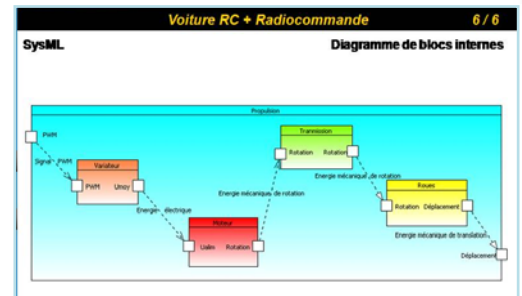 Voiture RC + Radiocommande 6 / 6
SysML Diagramme de blocs internes
Propulsion
PWM
Signal PWM
Variateur
PWM Umoy
Energie électrique
Moteur
Ualim Rotation
Energie mécanique de rotation
Transmission
Rotation Rotation
Energie mécanique de rotation
Roues
Rotation Déplacement
Energie mécanique de translation
Déplacement